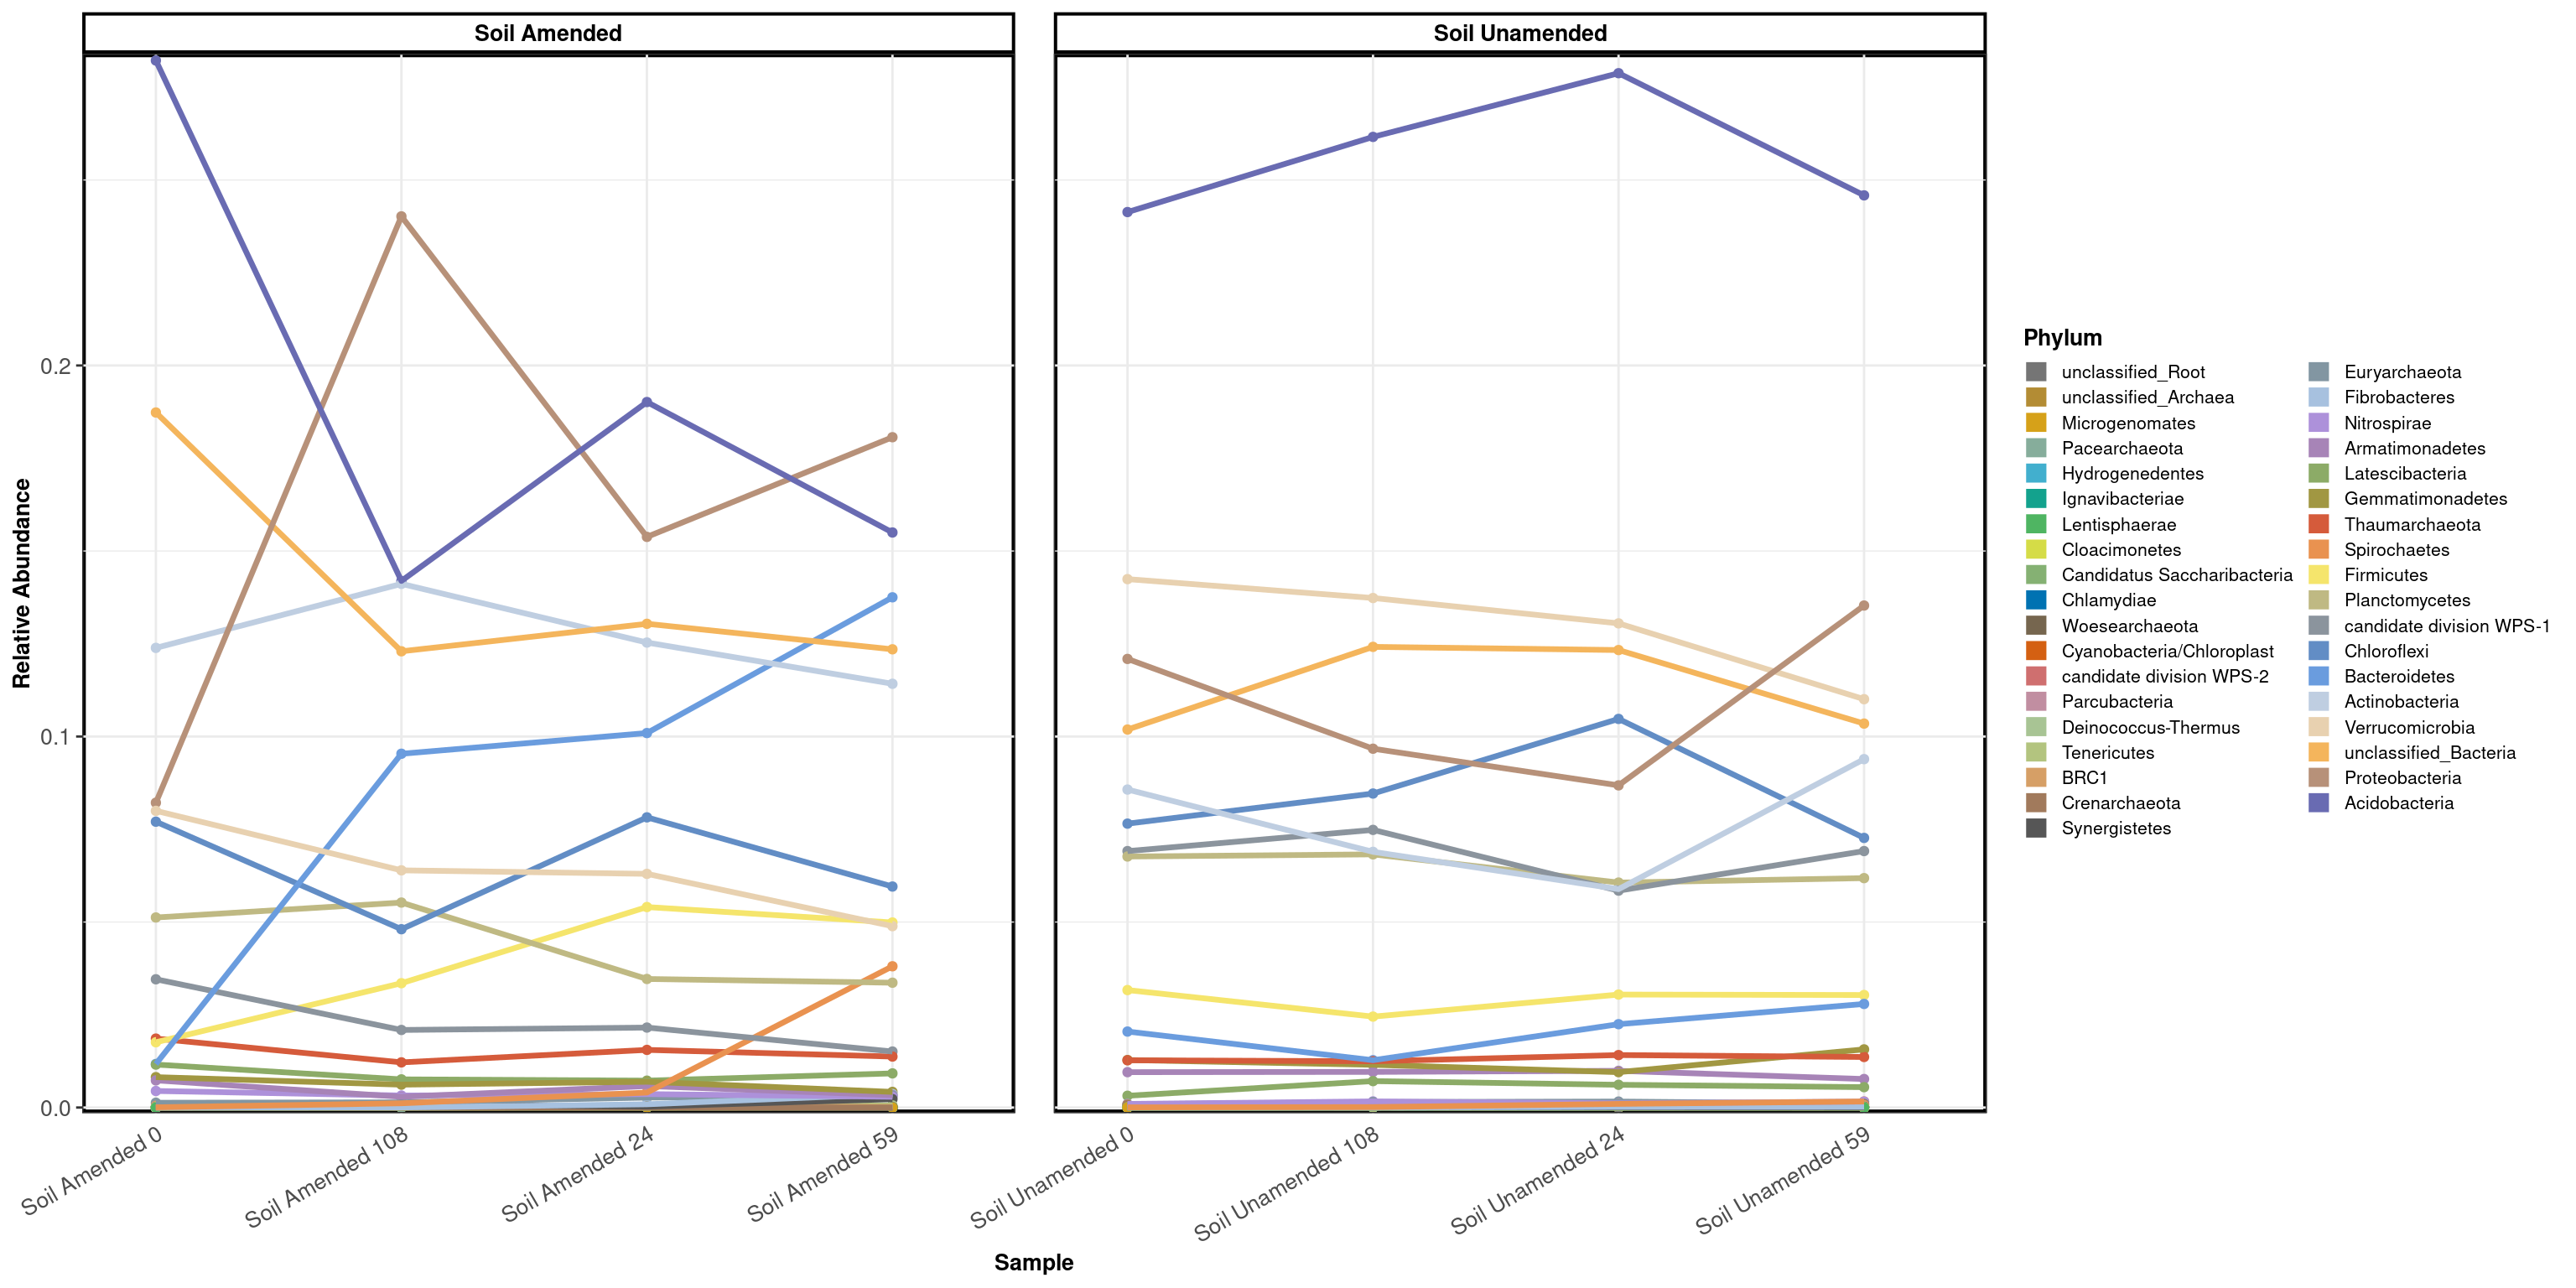 Soil Amended
Soil Unamended
Relative Abundance
0.2
0.1
0.0
Soil Amended 0
Soil Amended 108
Soil Amended 24
Soil Amended 59
Soil Unamended 0
Soil Unamended 108
Soil Unamended 24
Soil Unamended 59
Sample
Phylum
unclassified_Root
unclassified_Archaea
Microgenomates
Pacearchaeota
Hydrogenedentes
Ignavibacteriae
Lentisphaerae
Cloacimonetes
Candidatus Saccharibacteria
Chlamydiae
Woesearchaeota
Cyanobacteria/Chloroplast
candidate division WPS-2
Parcubacteria
Deinococcus-Thermus
Tenericutes
BRC1
Crenarchaeota
Synergistetes
Euryarchaeota
Fibrobacteres
Nitrospirae
Armatimonadetes
Latescibacteria
Gemmatimonadetes
Thaumarchaeota
Spirochaetes
Firmicutes
Planctomycetes
candidate division WPS-1
Chloroflexi
Bacteroidetes
Actinobacteria
Verrucomicrobia
unclassified_Bacteria
Proteobacteria
Acidobacteria